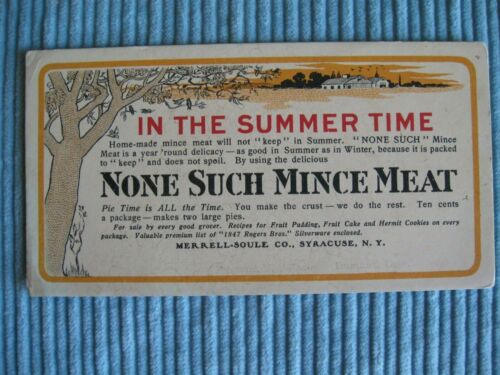 IN THE SUMMER TIME
Home-made mince meat will not "keep" in Summer. "NONE SUCH" Mince
Meat is a year 'round delicacy—as good in Summer as in Winter, because it is packed
to "keep" and does not spoil. By using the delicious
NONE SUCH MINCE MEAT
Pie Time is ALL the Time. You make the crust—we do the rest. Ten cents
a package—makes two large pies.
For sale by every good grocer. Recipes for Fruit Pudding, Fruit Cake and Hermit Cookies on every
package. Valuable premium list of "1847 Rogers Bros." Silverware enclosed.
MERRELL-SOULE CO., SYRACUSE, N. Y.